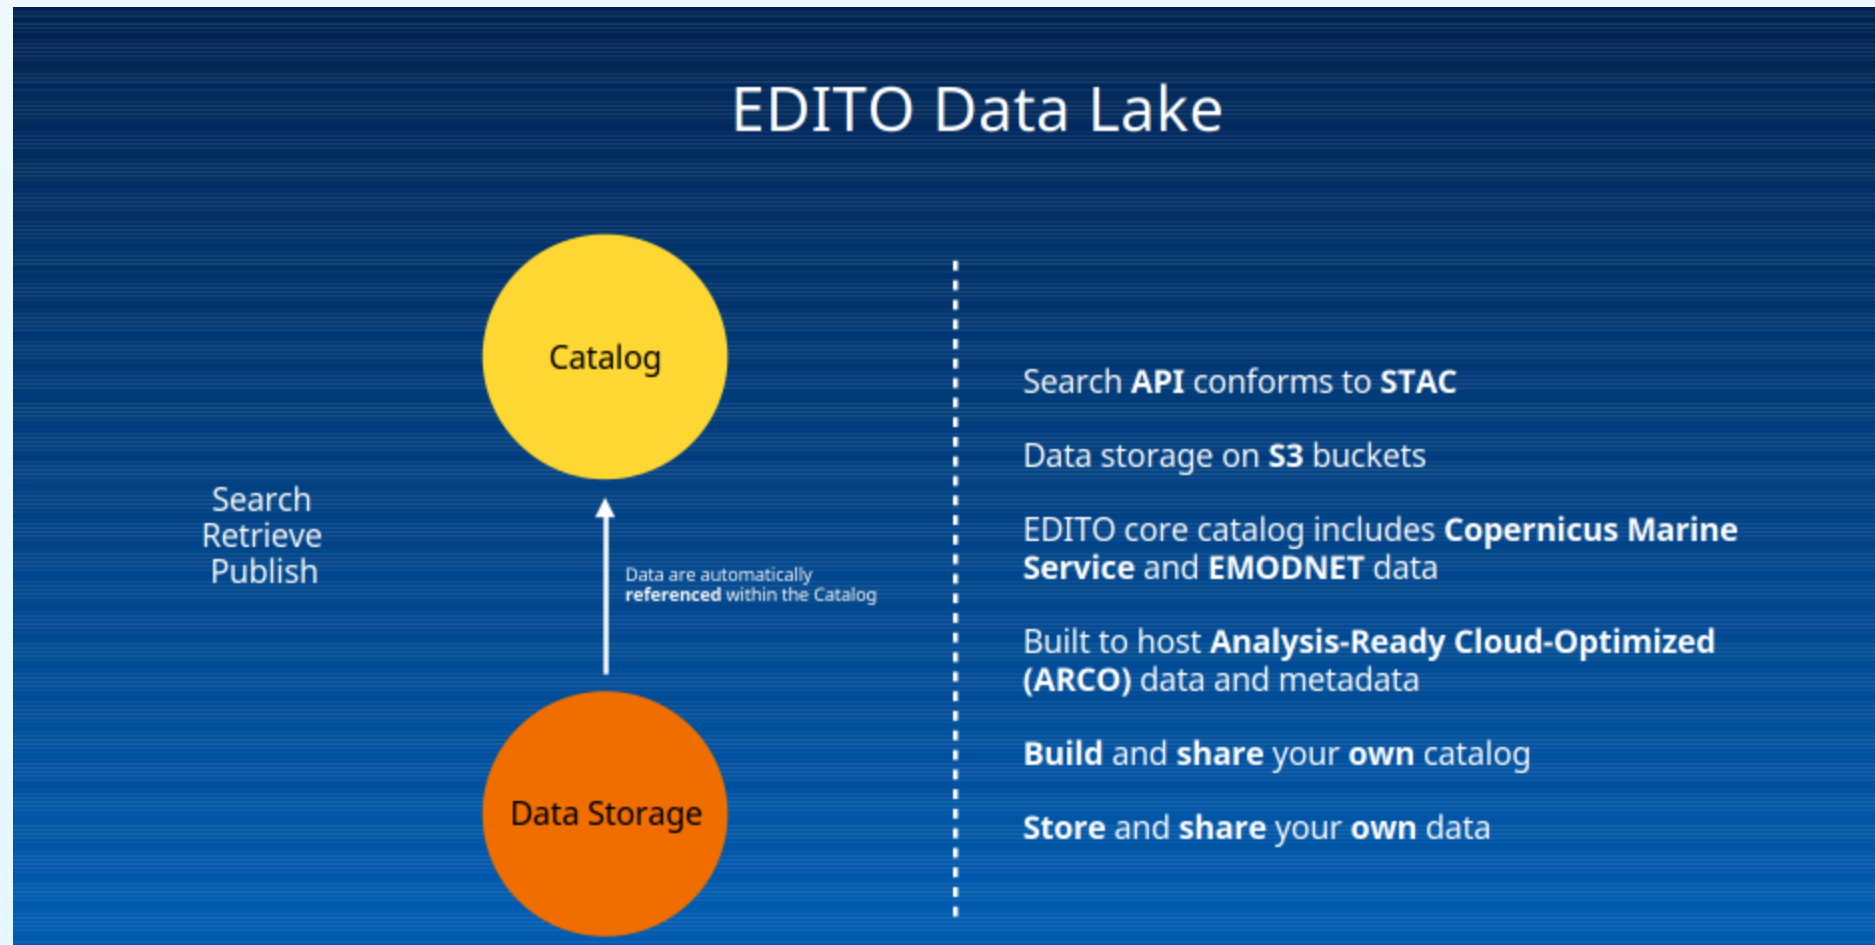 EDITO Data Lake
Catalog
Search
Retrieve
Publish
Data are automatically
referenced within the Catalog
Data Storage
Search API conforms to STAC
Data storage on S3 buckets
EDITO core catalog includes Copernicus Marine
Service and EMODNET data
Built to host Analysis-Ready Cloud-Optimized
(ARCO) data and metadata
Build and share your own catalog
Store and share your own data